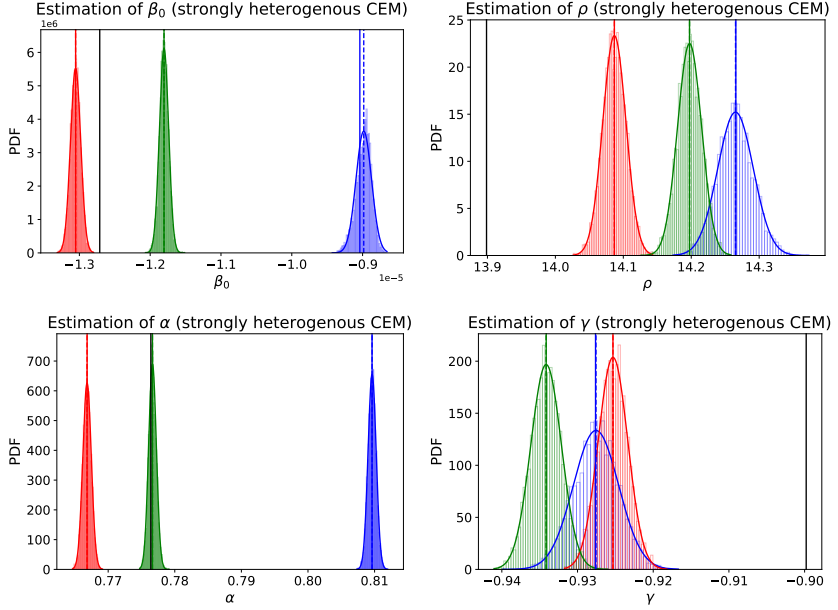 Estimation of β₀ (strongly heterogenous CEM)
1e6
PDF
6
5
4
3
2
1
0
−1.3 −1.2 −1.1 −1.0 −0.9
β₀
1e−5
Estimation of ρ (strongly heterogenous CEM)
PDF
25
20
15
10
5
0
13.9 14.0 14.1 14.2 14.3
ρ
Estimation of α (strongly heterogenous CEM)
PDF
700
600
500
400
300
200
100
0
0.77 0.78 0.79 0.80 0.81
α
Estimation of γ (strongly heterogenous CEM)
PDF
200
150
100
50
0
−0.94 −0.93 −0.92 −0.91 −0.90
γ